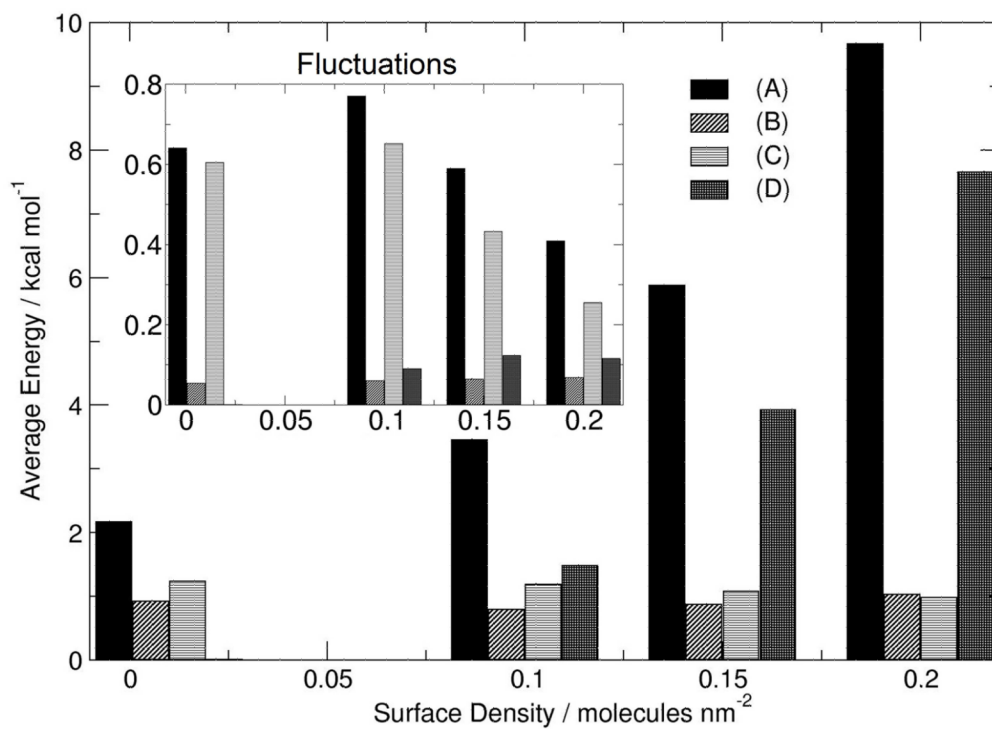 Fluctuations
0.8
0.6
0.4
0.2
0
0 0.05 0.1 0.15 0.2
(A)
(B)
(C)
(D)
10
8
6
4
2
0
Average Energy / kcal mol⁻¹
0 0.05 0.1 0.15 0.2
Surface Density / molecules nm⁻²